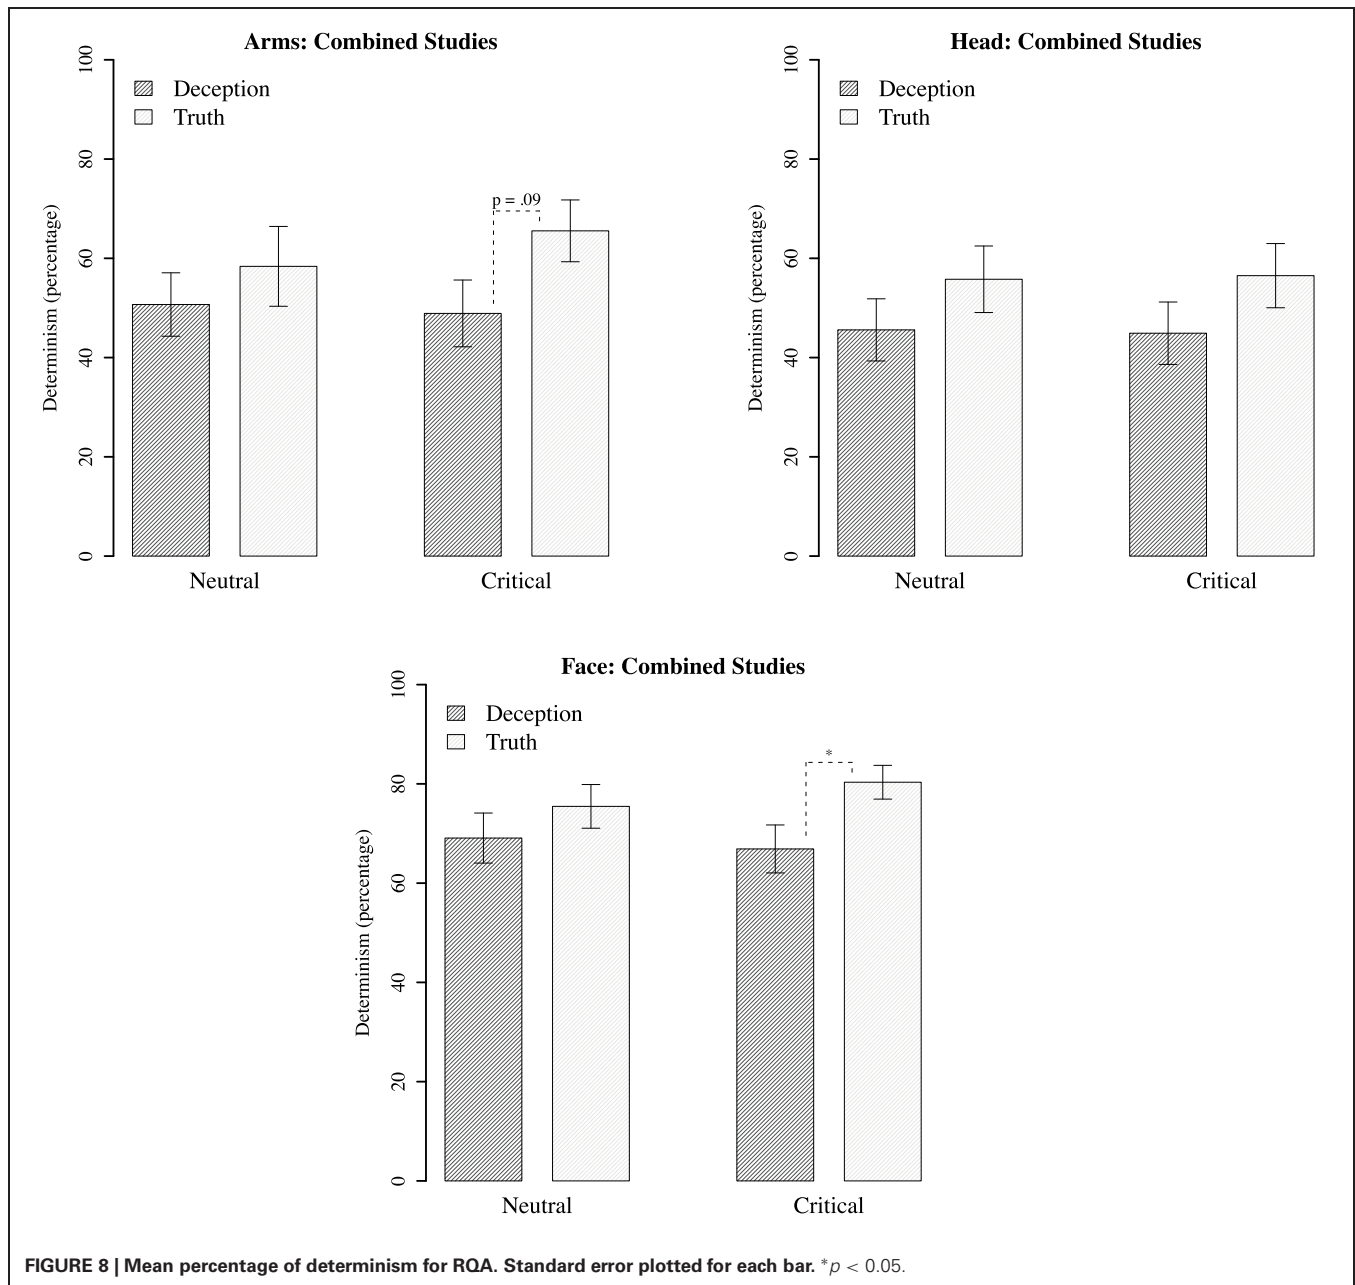 Arms: Combined Studies
100
80
60
40
20
0
Determinism (percentage)
Deception
Truth
p = .09
Neutral
Critical
Head: Combined Studies
100
80
60
40
20
0
Determinism (percentage)
Deception
Truth
Neutral
Critical
Face: Combined Studies
100
80
60
40
20
0
Determinism (percentage)
Deception
Truth
*
Neutral
Critical
FIGURE 8 | Mean percentage of determinism for RQA. Standard error plotted for each bar. *p < 0.05.